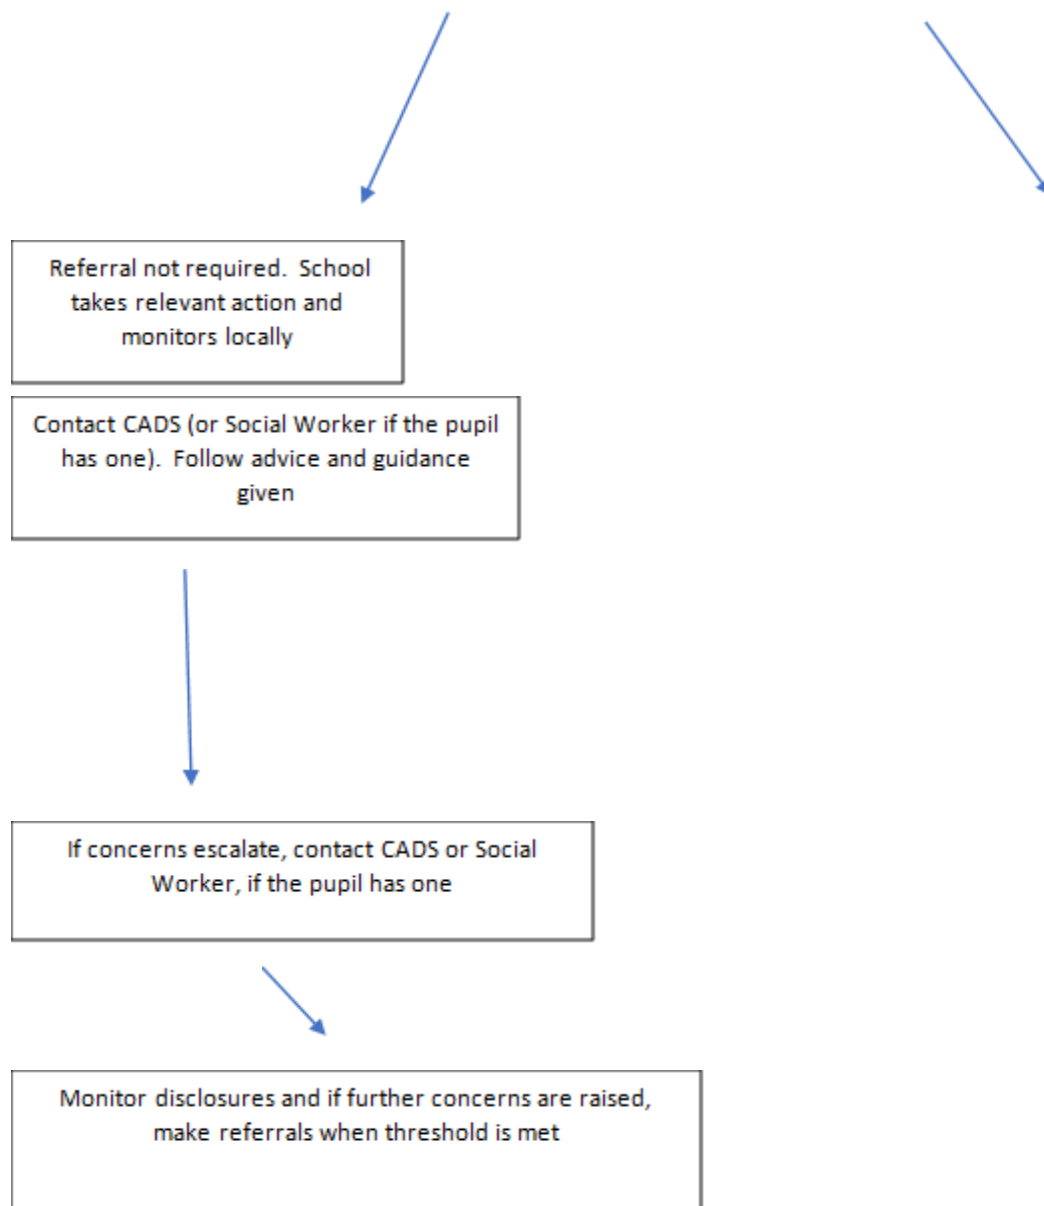 Referral not required.  School
takes relevant action and
monitors locally
Contact CADS (or Social Worker if the pupil
has one).  Follow advice and guidance
given
If concerns escalate, contact CADS or Social
Worker, if the pupil has one
Monitor disclosures and if further concerns are raised,
make referrals when threshold is met